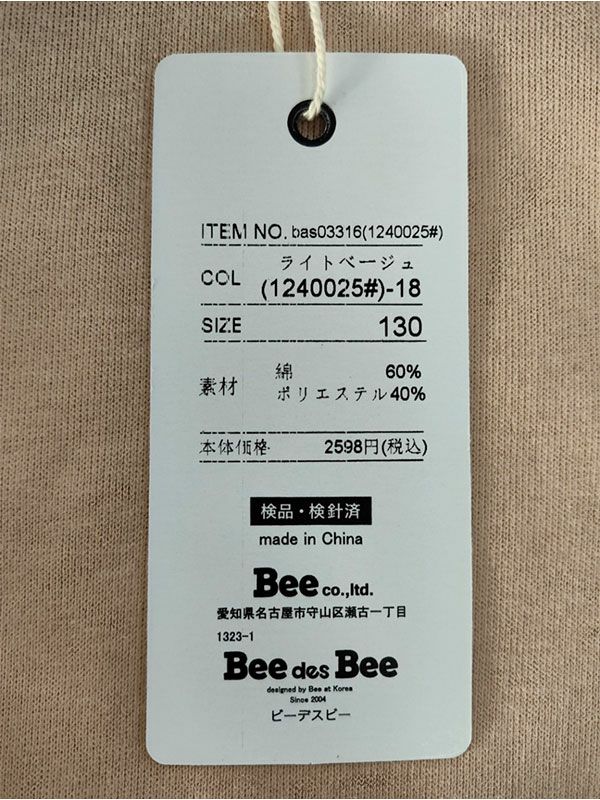 ITEM NO. bas03316(1240025#)
COL ライトベージュ
(1240025#)-18
SIZE 130
素材 綿 60%
ポリエステル 40%
本体価格 2598円(税込)
検品・検針済
made in China
Bee co.,ltd.
愛知県名古屋市守山区瀬古一丁目
1323-1
Bee des Bee
designed by Bee at Korea
Since 2004
ビーデスビー